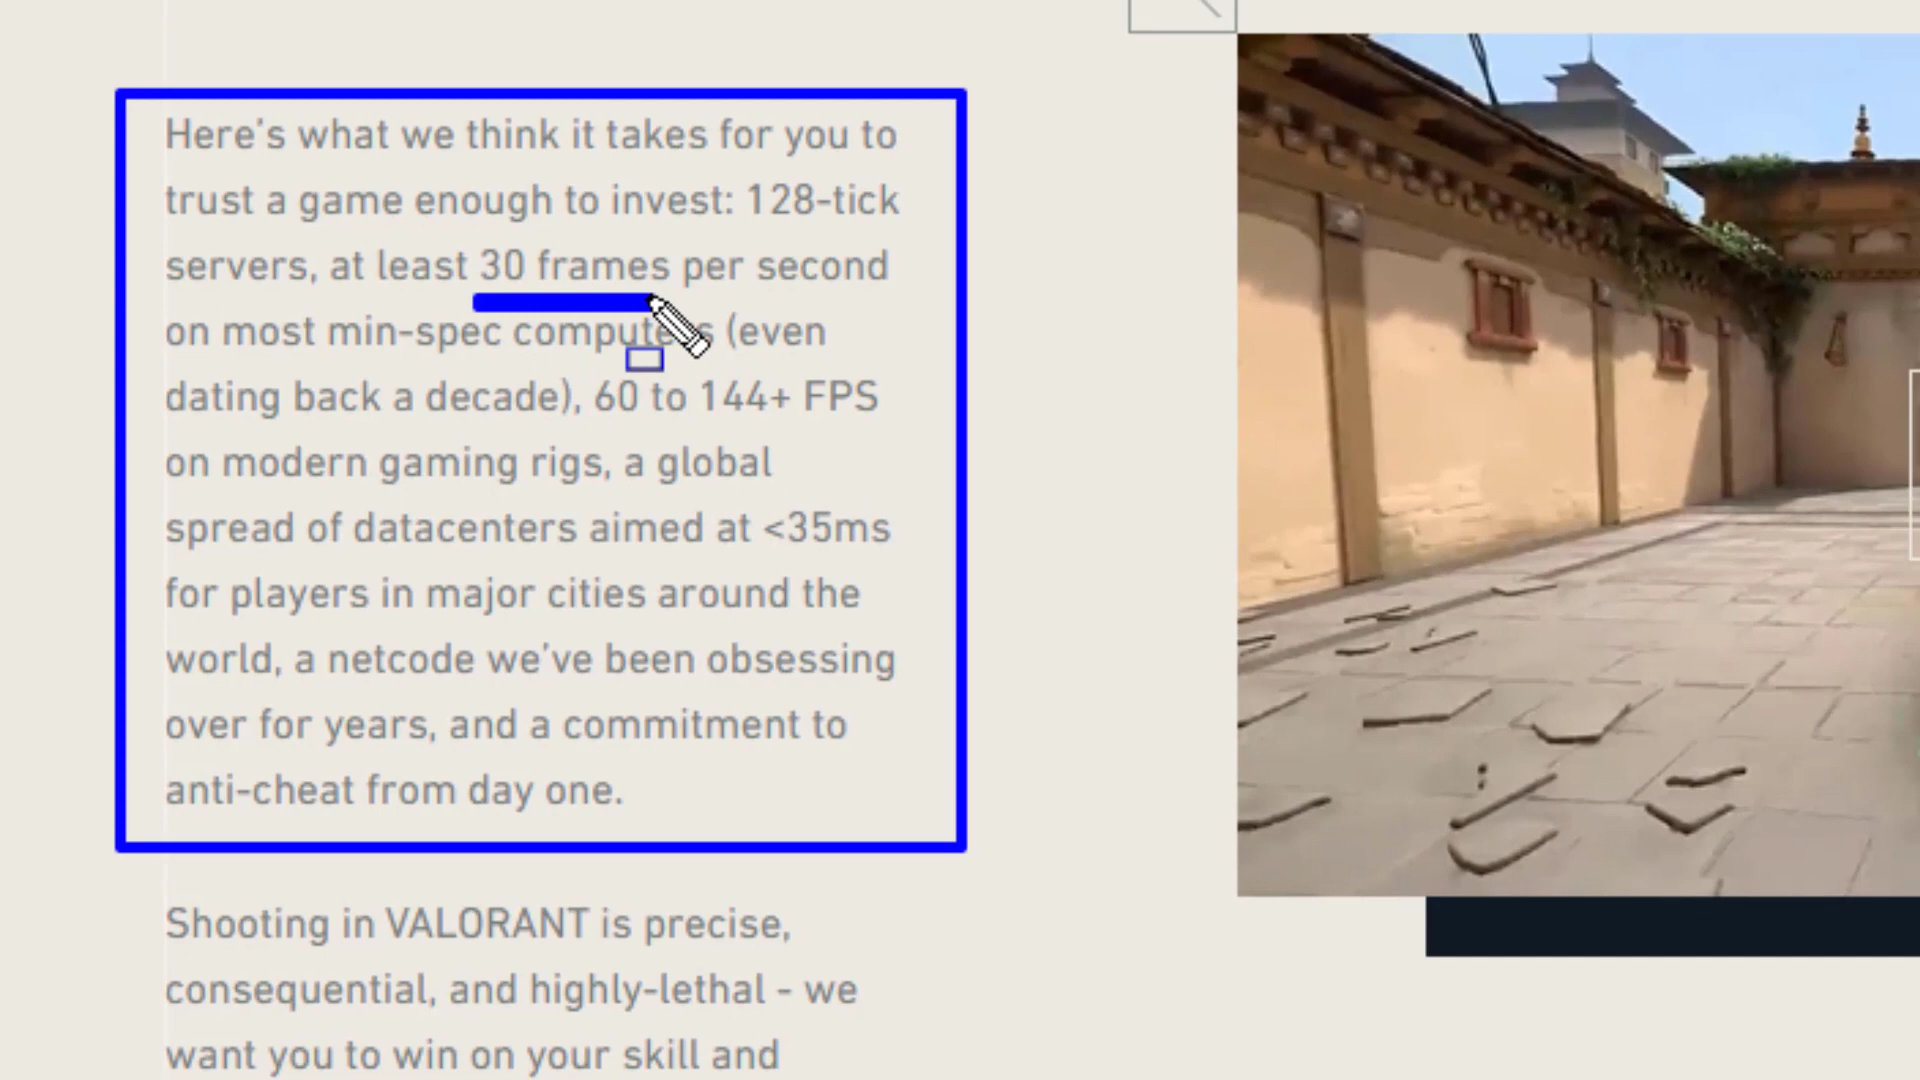 Here's what we think it takes for you to
trust a game enough to invest: 128-tick
servers, at least 30 frames per second
on most min-spec computers (even
dating back a decade), 60 to 144+ FPS
on modern gaming rigs, a global
spread of datacenters aimed at <35ms
for players in major cities around the
world, a netcode we've been obsessing
over for years, and a commitment to
anti-cheat from day one.
Shooting in VALORANT is precise,
consequential, and highly-lethal - we
want you to win on your skill and